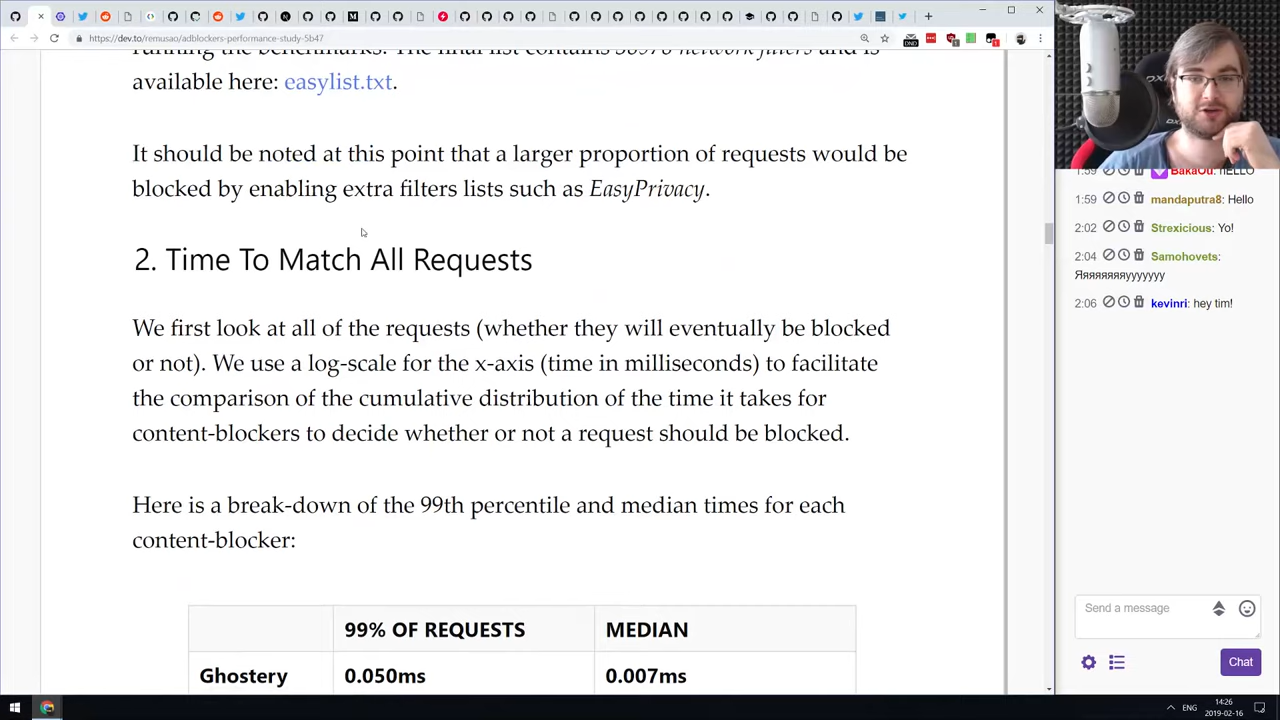 https://dev.to/remusao/adblockers-performance-study-5b47
available here: easylist.txt.
It should be noted at this point that a larger proportion of requests would be
blocked by enabling extra filters lists such as EasyPrivacy.
2. Time To Match All Requests
We first look at all of the requests (whether they will eventually be blocked
or not). We use a log-scale for the x-axis (time in milliseconds) to facilitate
the comparison of the cumulative distribution of the time it takes for
content-blockers to decide whether or not a request should be blocked.
Here is a break-down of the 99th percentile and median times for each
content-blocker:
99% OF REQUESTS MEDIAN
Ghostery 0.050ms 0.007ms
1:59 BakaOu: hELLO
1:59 mandaputra8: Hello
2:02 Strexicious: Yo!
2:04 Samohovets:
Яяяяяяяяуууууу
2:06 kevinri: hey tim!
Send a message
Chat
ENG
14:26
2019-02-16